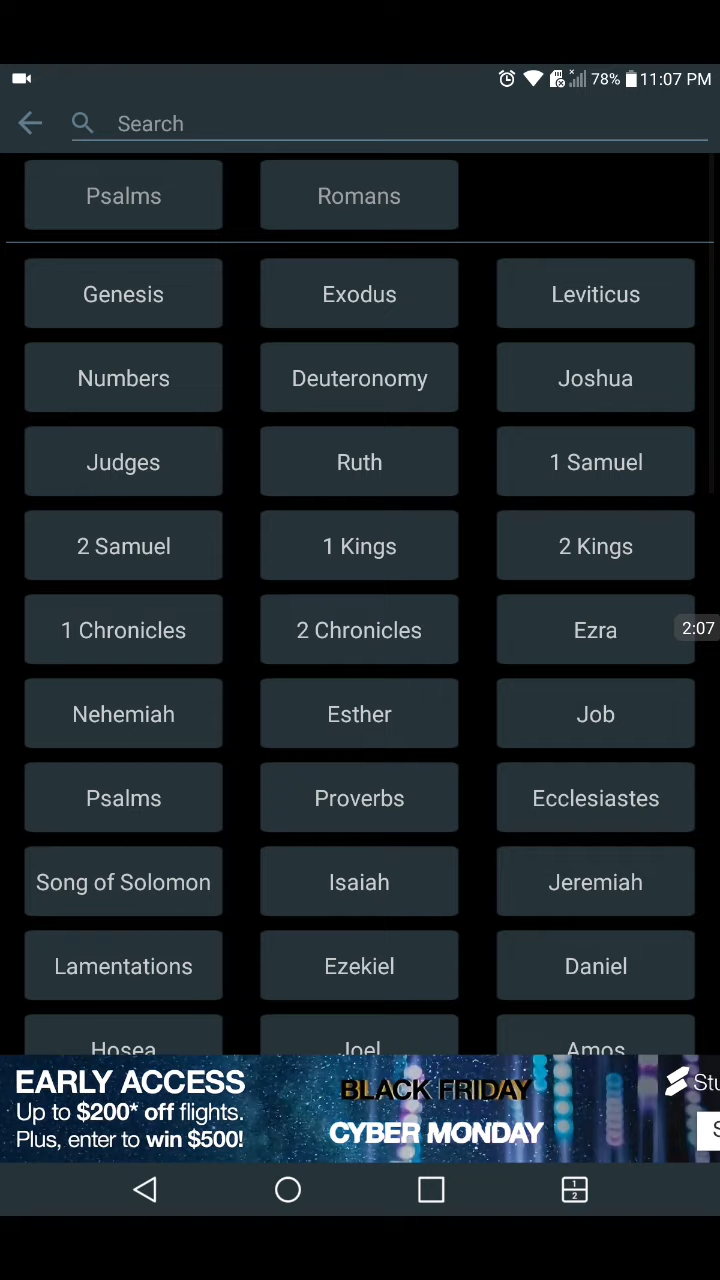 78% 11:07 PM
Search
Psalms Romans
Genesis Exodus Leviticus
Numbers Deuteronomy Joshua
Judges Ruth 1 Samuel
2 Samuel 1 Kings 2 Kings
1 Chronicles 2 Chronicles Ezra 2:07
Nehemiah Esther Job
Psalms Proverbs Ecclesiastes
Song of Solomon Isaiah Jeremiah
Lamentations Ezekiel Daniel
Hosea Joel Amos
EARLY ACCESS
Up to $200* off flights.
Plus, enter to win $500!
BLACK FRIDAY
CYBER MONDAY
Stu
S
1
2